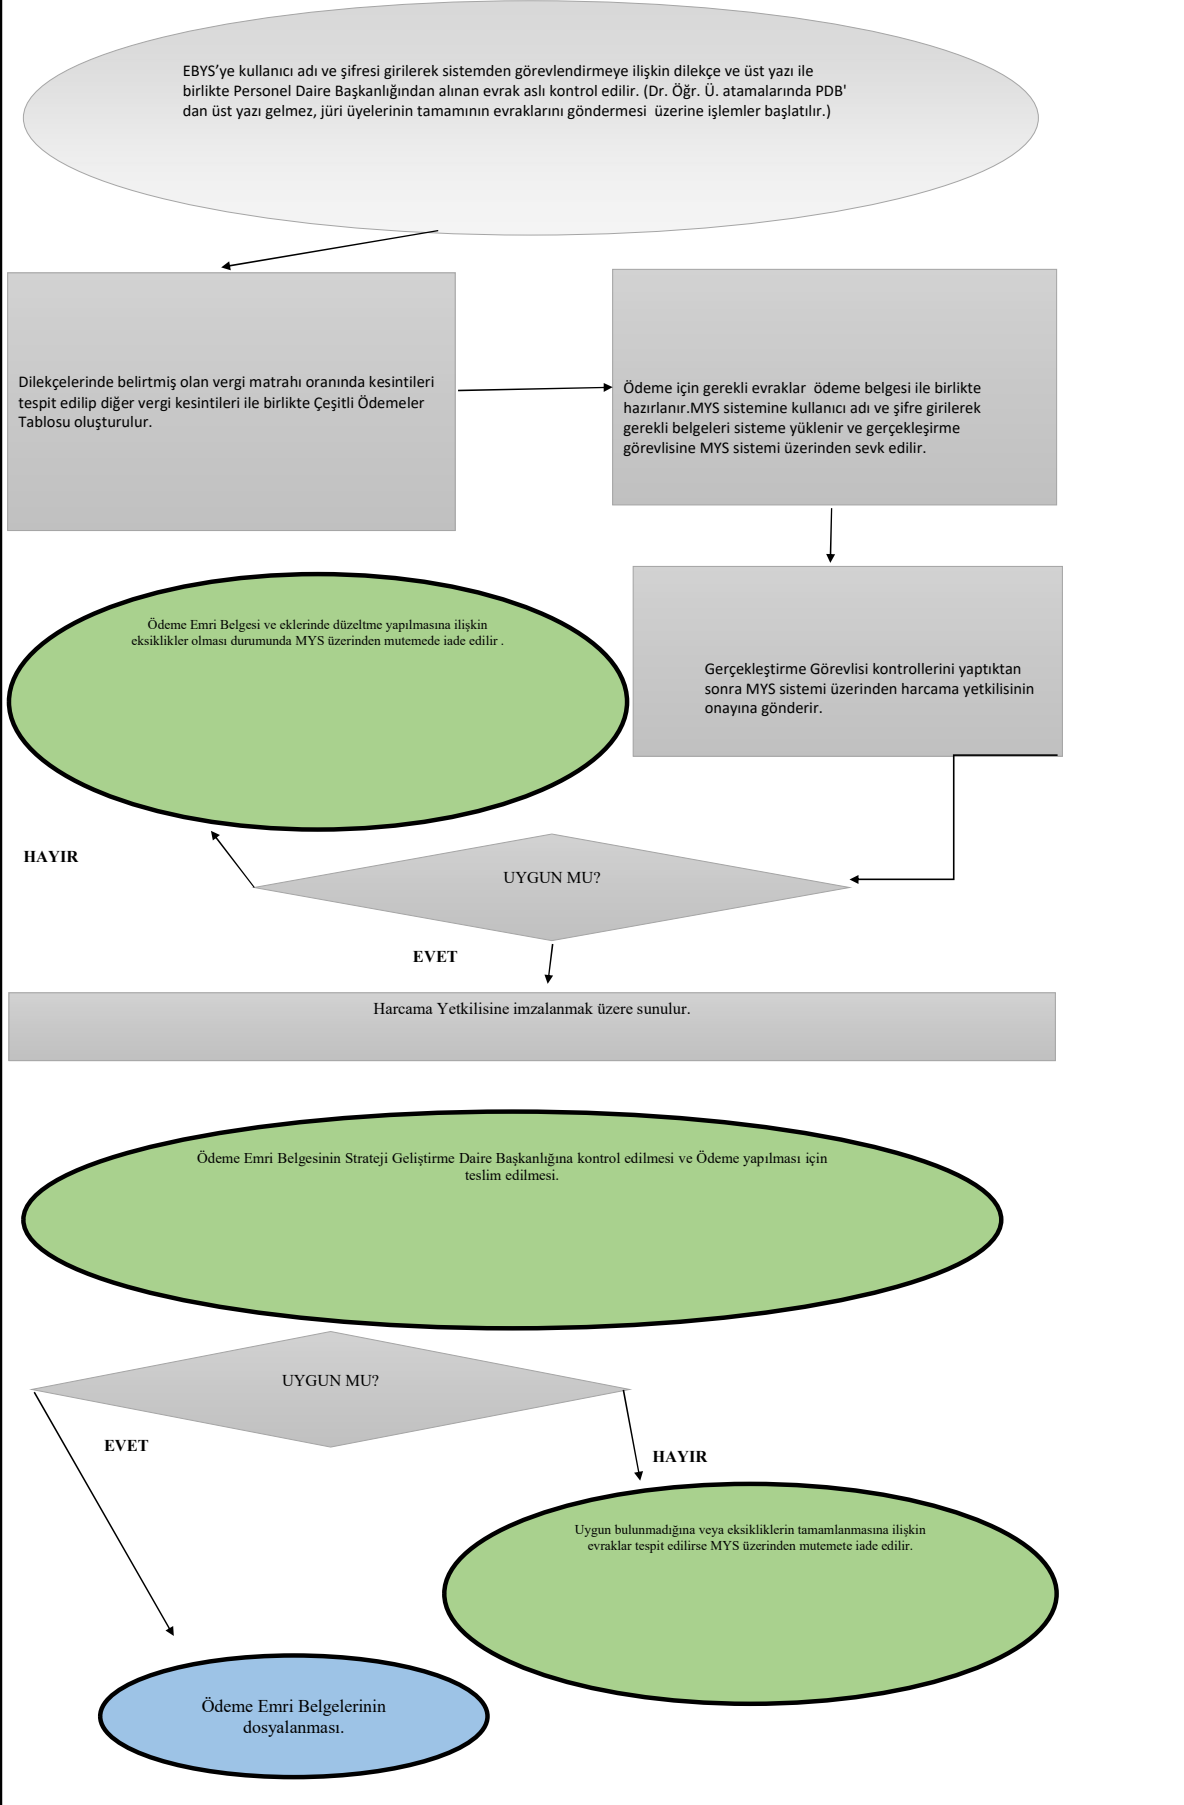 EBYS’ye kullanıcı adı ve şifresi girilerek sistemden görevlendirmeye ilişkin dilekçe ve üst yazı ile
birlikte Personel Daire Başkanlığından alınan evrak aslı kontrol edilir. (Dr. Öğr. Ü. atamalarında PDB'
dan üst yazı gelmez, jüri üyelerinin tamamının evraklarını göndermesi  üzerine işlemler başlatılır.)
Dilekçelerinde belirtmiş olan vergi matrahı oranında kesintileri
tespit edilip diğer vergi kesintileri ile birlikte Çeşitli Ödemeler
Tablosu oluşturulur.
Ödeme için gerekli evraklar  ödeme belgesi ile birlikte
hazırlanır.MYS sistemine kullanıcı adı ve şifre girilerek
gerekli belgeleri sisteme yüklenir ve gerçekleşirme
görevlisine MYS sistemi üzerinden sevk edilir.
Ödeme Emri Belgesi ve eklerinde düzeltme yapılmasına ilişkin
eksiklikler olması durumunda MYS üzerinden mutemede iade edilir .
Gerçekleştirme Görevlisi kontrollerini yaptıktan
sonra MYS sistemi üzerinden harcama yetkilisinin
onayına gönderir.
HAYIR
UYGUN MU?
EVET
Harcama Yetkilisine imzalanmak üzere sunulur.
Ödeme Emri Belgesinin Strateji Geliştirme Daire Başkanlığına kontrol edilmesi ve Ödeme yapılması için
teslim edilmesi.
UYGUN MU?
EVET
HAYIR
Uygun bulunmadığına veya eksikliklerin tamamlanmasına ilişkin
evraklar tespit edilirse MYS üzerinden mutemete iade edilir.
Ödeme Emri Belgelerinin
dosyalanması.